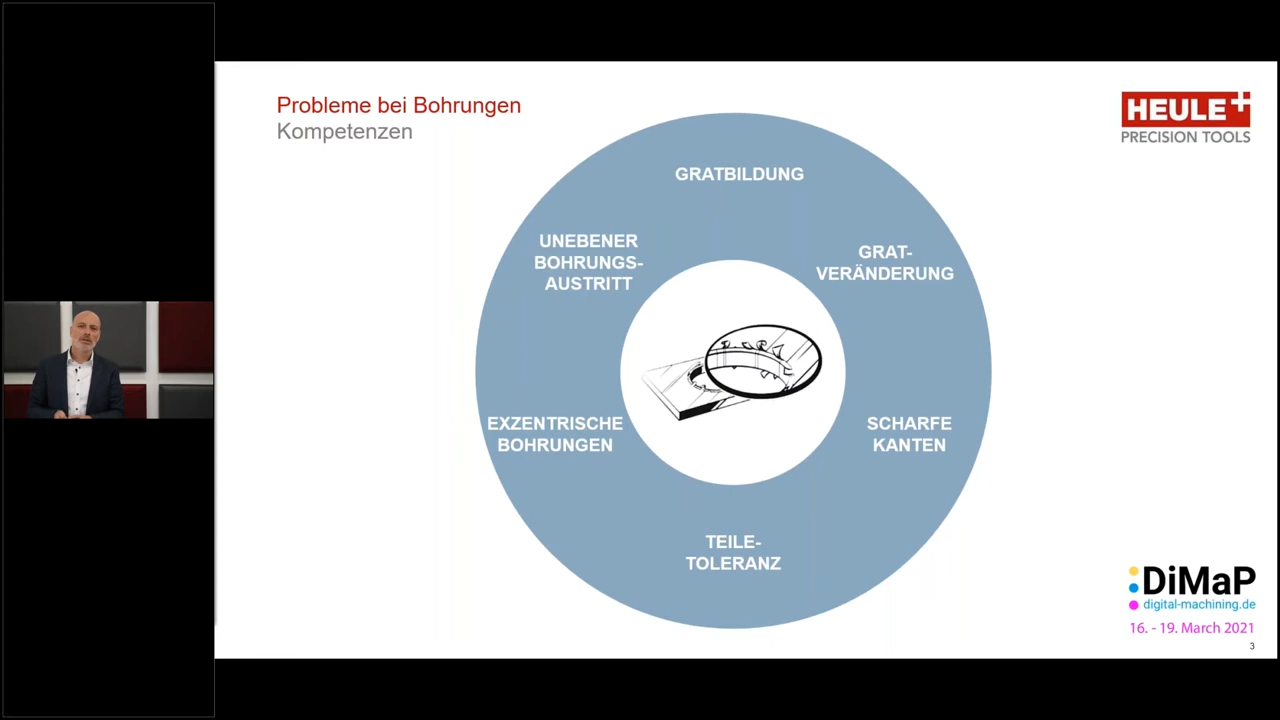 Probleme bei Bohrungen
Kompetenzen
HEULE+
PRECISION TOOLS
GRATBILDUNG
UNEBENER
BOHRUNGS-
AUSTRITT
GRAT-
VERÄNDERUNG
EXZENTRISCHE
BOHRUNGEN
SCHARFE
KANTEN
TEILE-
TOLERANZ
DiMaP
digital-machining.de
16. - 19. March 2021
3